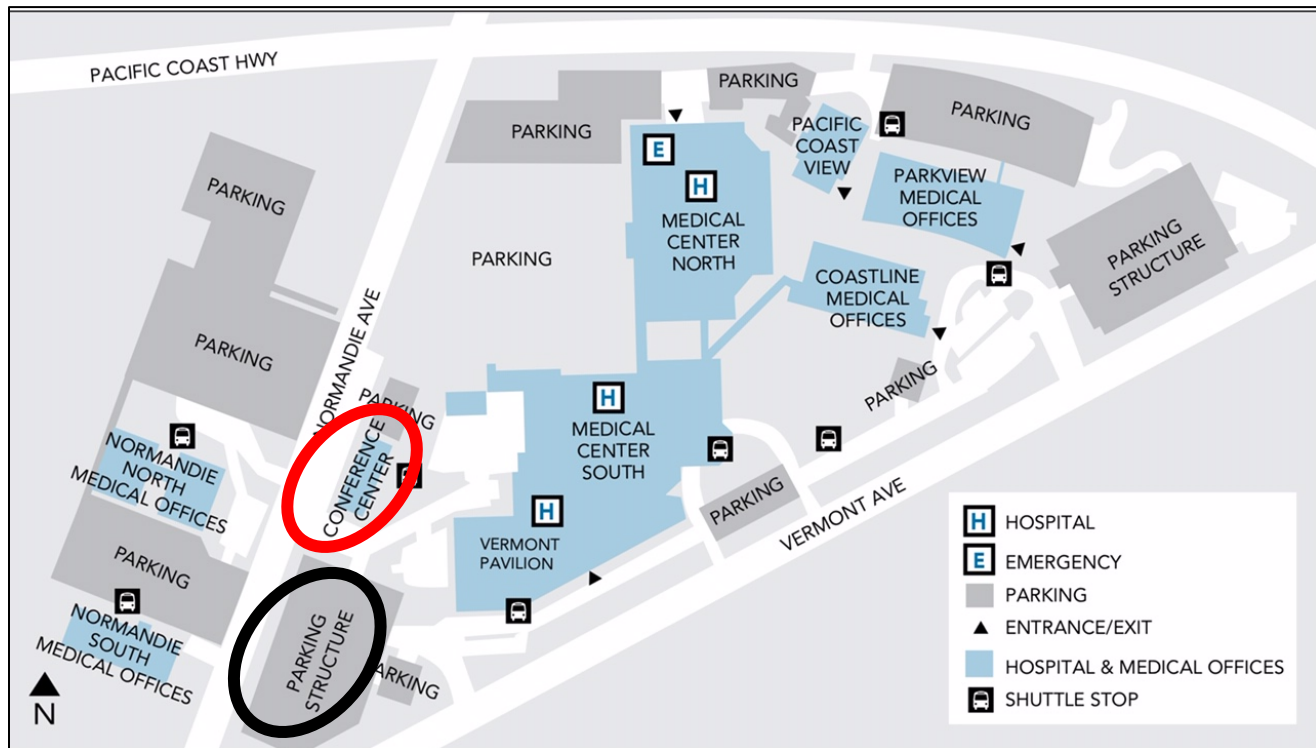 PACIFIC COAST HWY
PARKING
PARKING
PARKING
E
H
MEDICAL
CENTER
NORTH
PACIFIC
COAST
VIEW
PARKVIEW
MEDICAL
OFFICES
PARKING
PARKING
COASTLINE
MEDICAL
OFFICES
PARKING
STRUCTURE
NORMANDIE AVE
PARKING
PARKING
CONFERENCE
CENTER
H
MEDICAL
CENTER
SOUTH
PARKING
NORMANDIE
NORTH
MEDICAL OFFICES
H
VERMONT
PAVILION
PARKING
VERMONT AVE
PARKING
NORMANDIE
SOUTH
MEDICAL OFFICES
PARKING
STRUCTURE
PARKING
N
H HOSPITAL
E EMERGENCY
PARKING
ENTRANCE/EXIT
HOSPITAL & MEDICAL OFFICES
SHUTTLE STOP